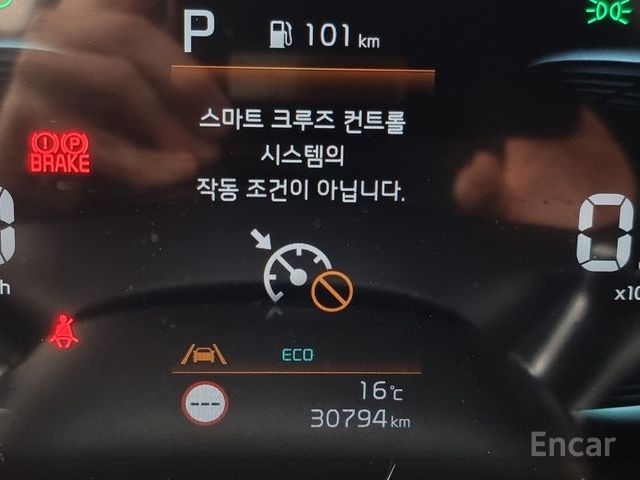 P 101 km
스마트 크루즈 컨트롤
시스템의
작동 조건이 아닙니다.
BRAKE
ECO
16℃
---
30794 km
Encar